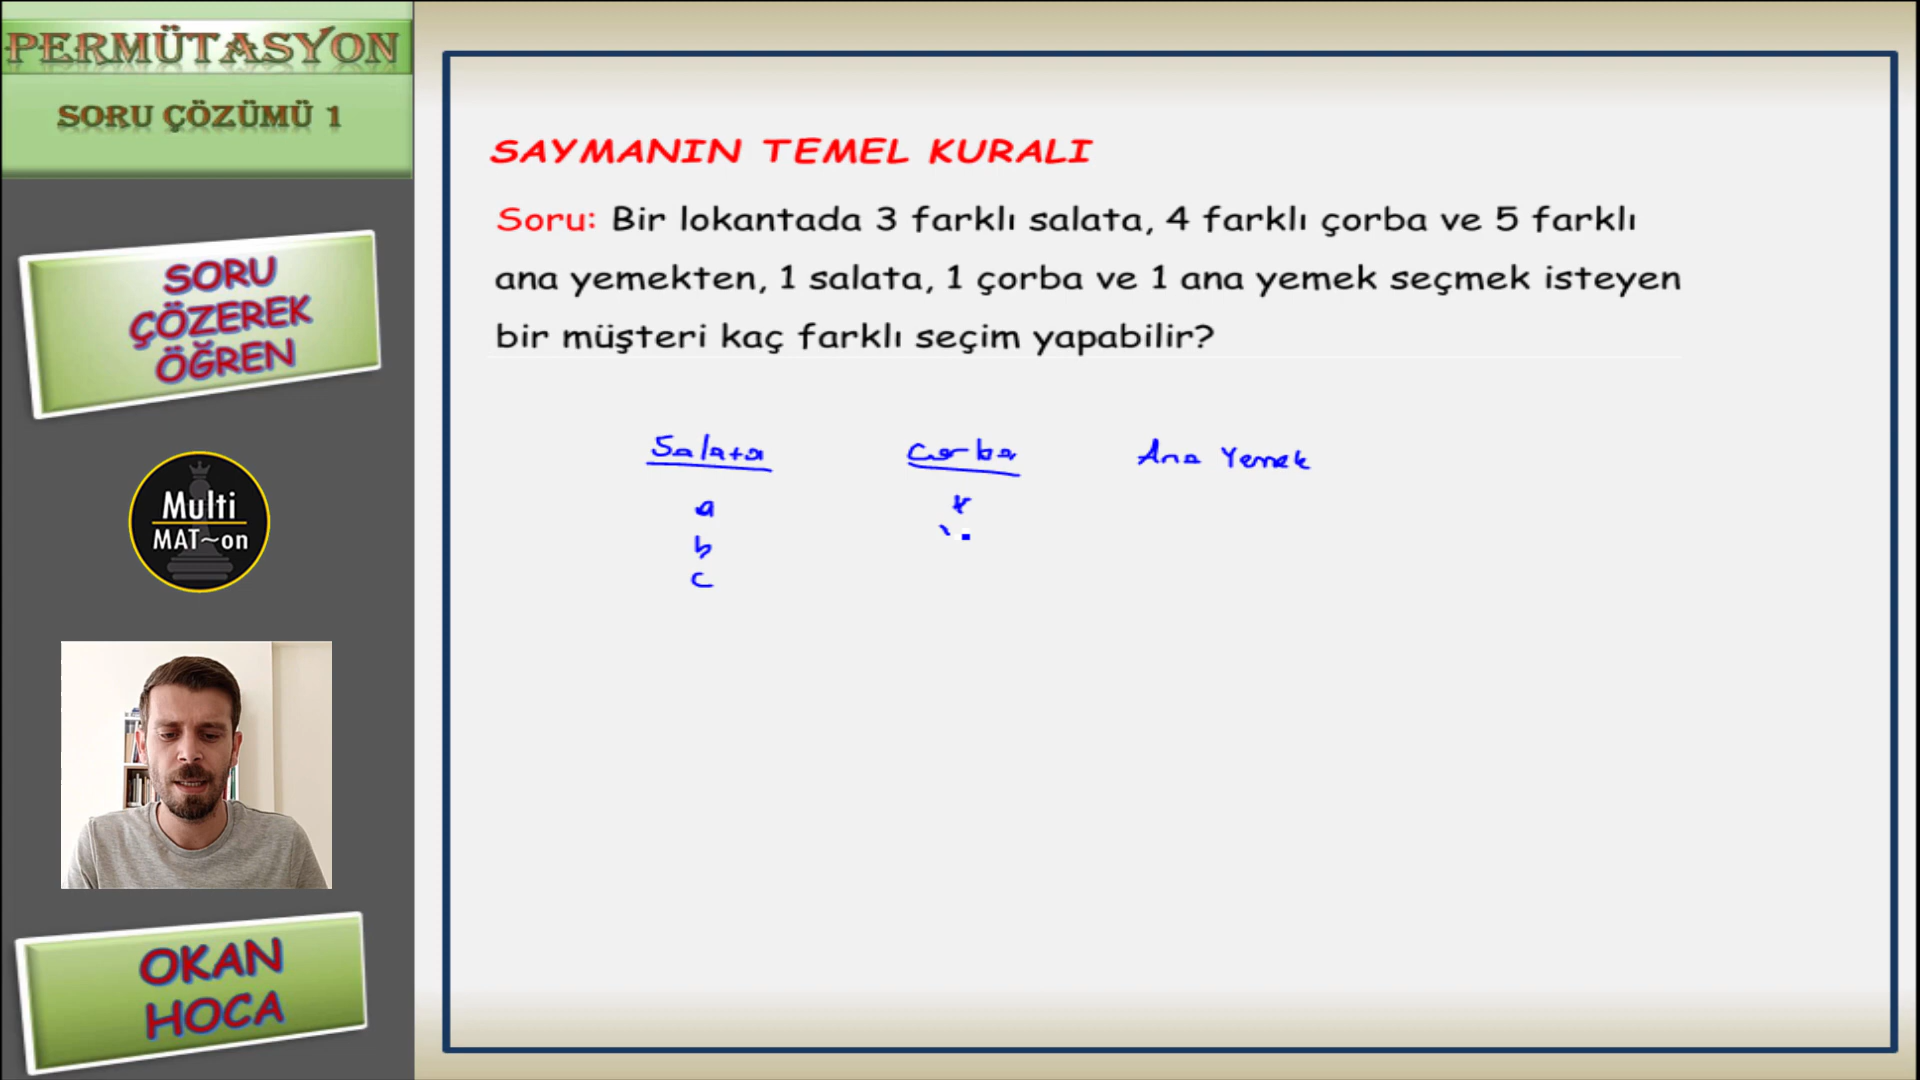 PERMÜTASYON
SORU ÇÖZÜMÜ 1
SORU
ÇÖZEREK
ÖĞREN
Multi
MAT~on
OKAN
HOCA
SAYMANIN TEMEL KURALI
Soru: Bir lokantada 3 farklı salata, 4 farklı çorba ve 5 farklı
ana yemekten, 1 salata, 1 çorba ve 1 ana yemek seçmek isteyen
bir müşteri kaç farklı seçim yapabilir?
Salata Çorba Ana Yemek
a x
b
c